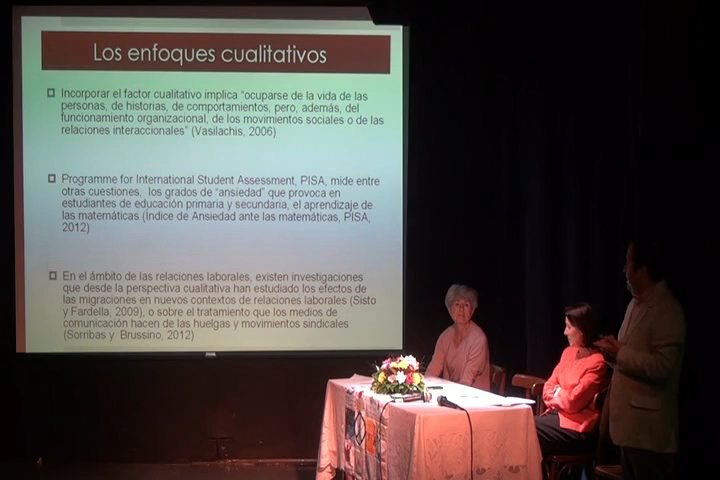 Los enfoques cualitativos
Incorporar el factor cualitativo implica “ocuparse de la vida de las
personas, de historias, de comportamientos, pero, además, del
funcionamiento organizacional, de los movimientos sociales o de las
relaciones interaccionales” (Vasilachis, 2006)
Programme for International Student Assessment, PISA, mide entre
otras cuestiones, los grados de “ansiedad” que provoca en
estudiantes de educación primaria y secundaria, el aprendizaje de
las matemáticas (Índice de Ansiedad ante las matemáticas, PISA,
2012)
En el ámbito de las relaciones laborales, existen investigaciones
que desde la perspectiva cualitativa han estudiado los efectos de
las migraciones en nuevos contextos de relaciones laborales (Sisto
y Fardella, 2009), o sobre el tratamiento que los medios de
comunicación hacen de las huelgas y movimientos sindicales
(Sorribas y Brussino, 2012)